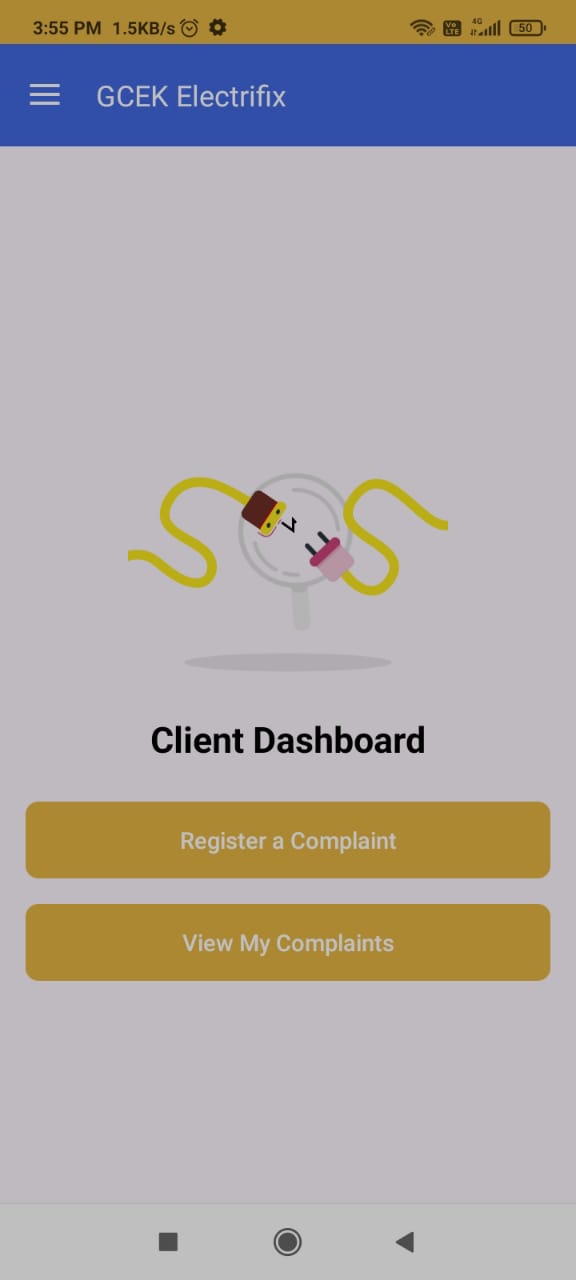 3:55 PM 1.5KB/s Vo LTE 4G 50
GCEK Electrifix
Client Dashboard
Register a Complaint
View My Complaints